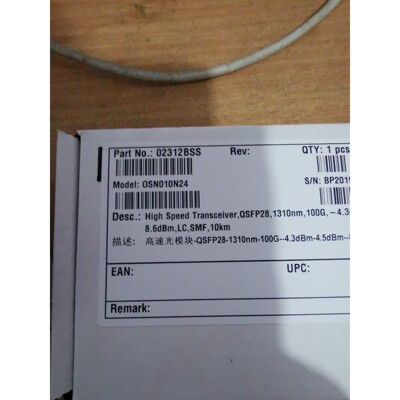 Part No.: 02312BSS Rev: QTY: 1 pcs
Model: OSN010N24 S/N: BP2019
Desc.: High Speed Transceiver,QSFP28,1310nm,100G,-4.3
8.6dBm,LC,SMF,10km
描述: 高速光模块-QSFP28-1310nm-100G--4.3dBm-4.5dBm--
EAN: UPC:
Remark: